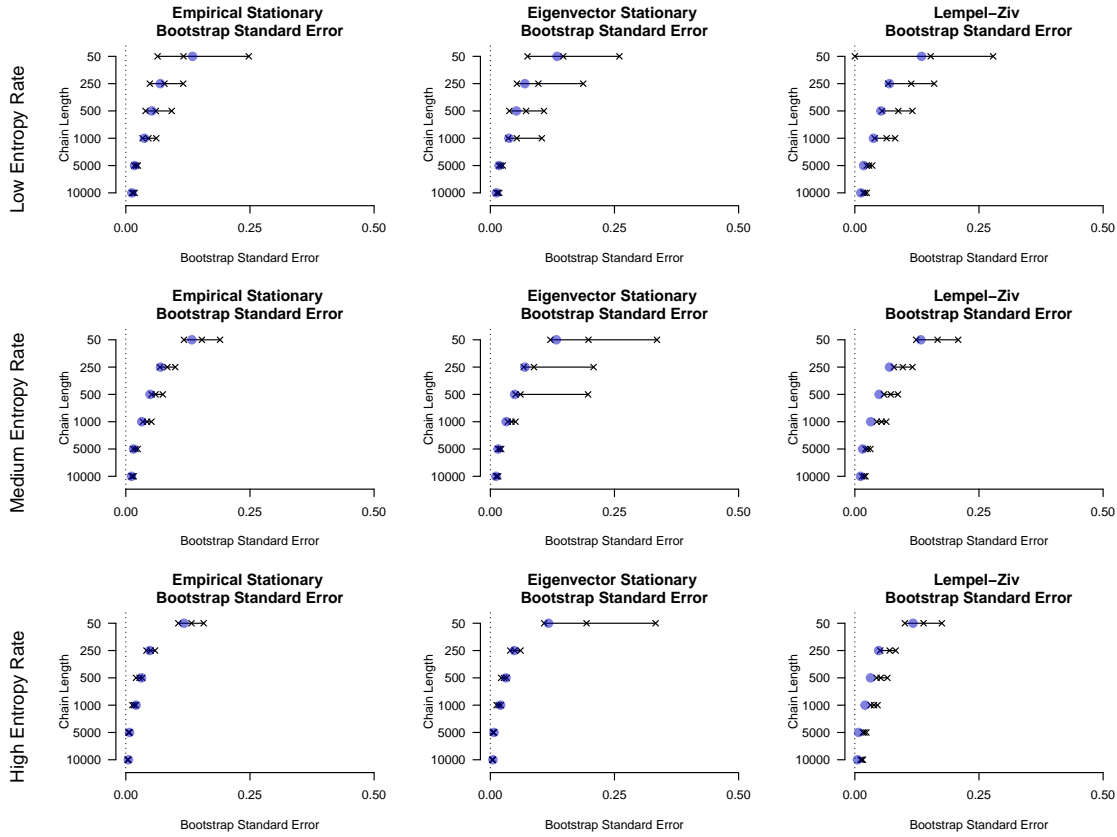 Low Entropy Rate
Empirical Stationary
Bootstrap Standard Error
Chain Length
50
250
500
1000
5000
10000
0.00 0.25 0.50
Bootstrap Standard Error
Eigenvector Stationary
Bootstrap Standard Error
Chain Length
50
250
500
1000
5000
10000
0.00 0.25 0.50
Bootstrap Standard Error
Lempel−Ziv
Bootstrap Standard Error
Chain Length
50
250
500
1000
5000
10000
0.00 0.25 0.50
Bootstrap Standard Error
Medium Entropy Rate
Empirical Stationary
Bootstrap Standard Error
Chain Length
50
250
500
1000
5000
10000
0.00 0.25 0.50
Bootstrap Standard Error
Eigenvector Stationary
Bootstrap Standard Error
Chain Length
50
250
500
1000
5000
10000
0.00 0.25 0.50
Bootstrap Standard Error
Lempel−Ziv
Bootstrap Standard Error
Chain Length
50
250
500
1000
5000
10000
0.00 0.25 0.50
Bootstrap Standard Error
High Entropy Rate
Empirical Stationary
Bootstrap Standard Error
Chain Length
50
250
500
1000
5000
10000
0.00 0.25 0.50
Bootstrap Standard Error
Eigenvector Stationary
Bootstrap Standard Error
Chain Length
50
250
500
1000
5000
10000
0.00 0.25 0.50
Bootstrap Standard Error
Lempel−Ziv
Bootstrap Standard Error
Chain Length
50
250
500
1000
5000
10000
0.00 0.25 0.50
Bootstrap Standard Error